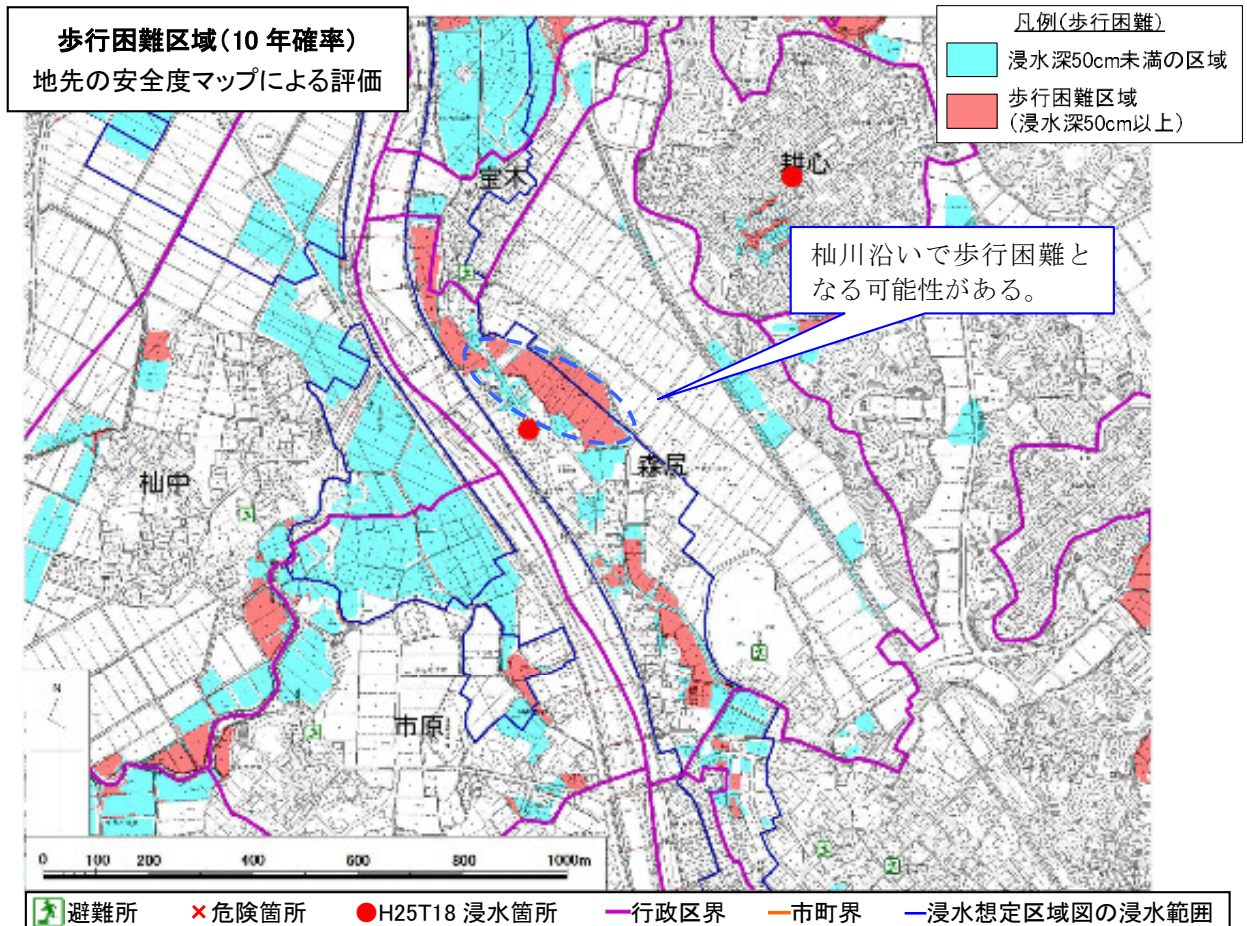 歩行困難区域(10年確率)
地先の安全度マップによる評価
凡例(歩行困難)
浸水深50cm未満の区域
歩行困難区域
(浸水深50cm以上)
宝木
耕心
杣川沿いで歩行困難と
なる可能性がある。
森尻
杣中
市原
N
0 100 200 400 600 800 1000m
避難所 ×危険箇所 ●H25T18 浸水箇所 ー行政区界 ー市町界 ー浸水想定区域図の浸水範囲